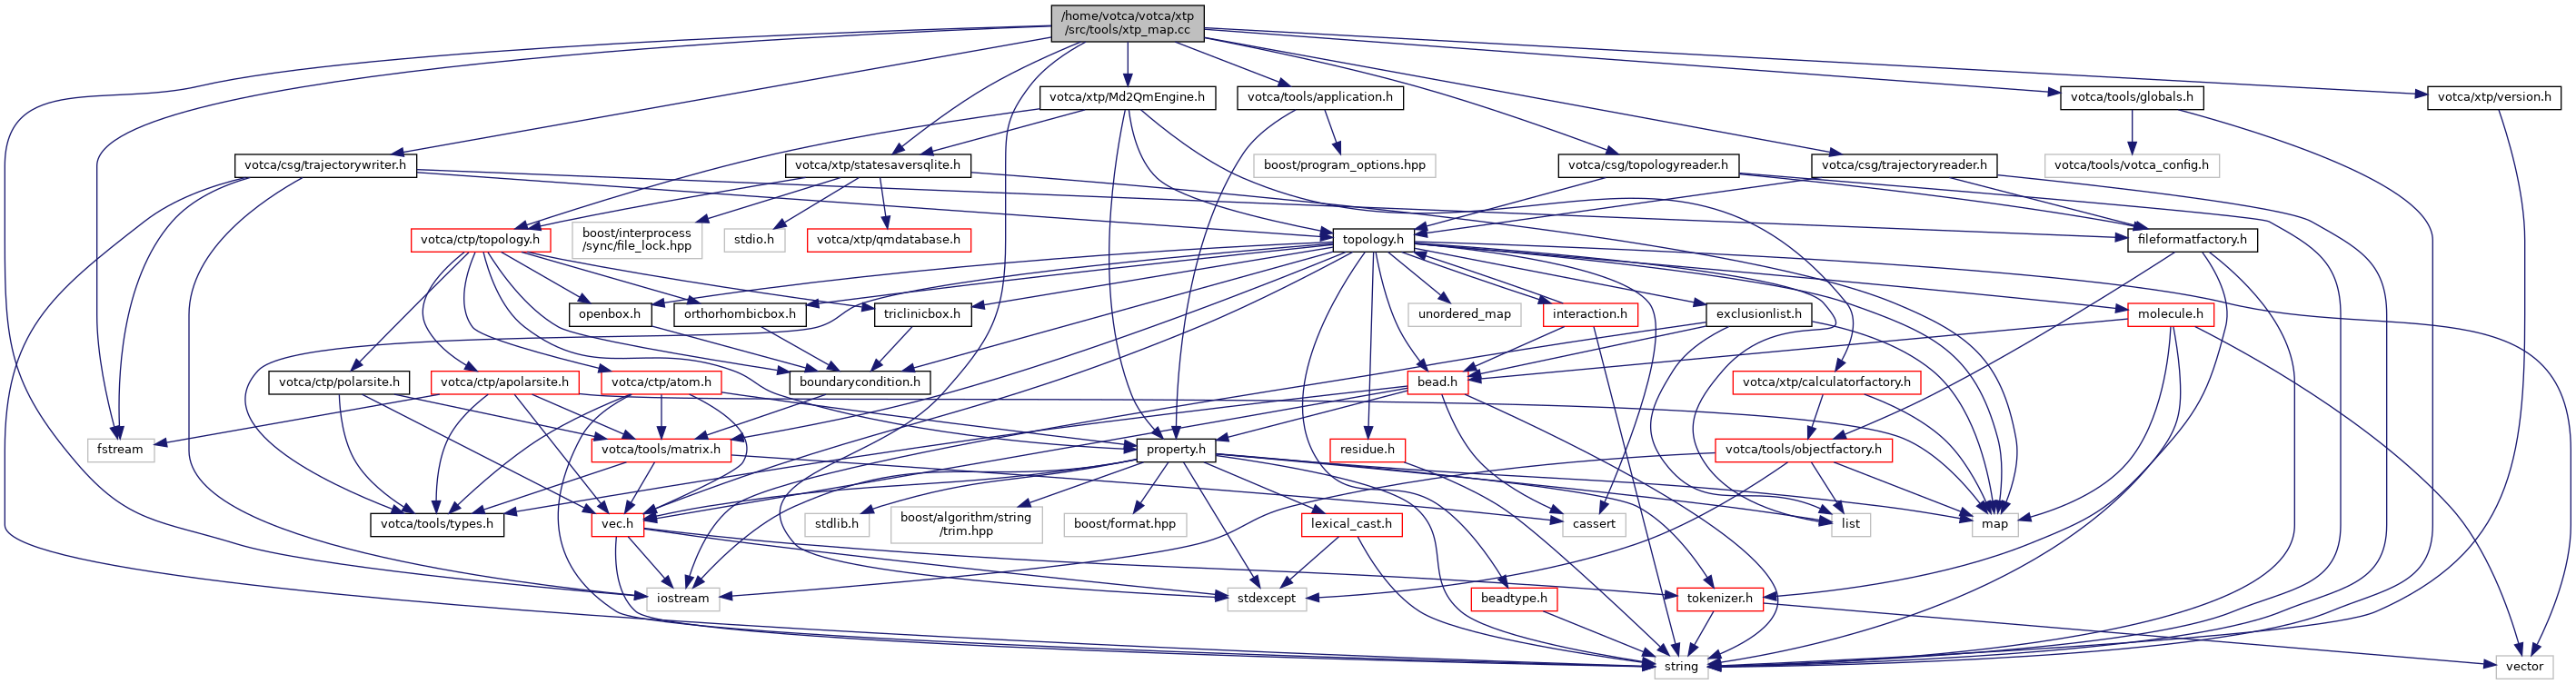 /home/votca/votca/xtp
/src/tools/xtp_map.cc
votca/xtp/Md2QmEngine.h
votca/tools/application.h
votca/tools/globals.h
votca/xtp/version.h
votca/csg/trajectorywriter.h
votca/xtp/statesaversqlite.h
boost/program_options.hpp
votca/csg/topologyreader.h
votca/csg/trajectoryreader.h
votca/tools/votca_config.h
votca/ctp/topology.h
boost/interprocess
/sync/file_lock.hpp
stdio.h
votca/xtp/qmdatabase.h
topology.h
fileformatfactory.h
openbox.h
orthorhombicbox.h
triclinicbox.h
unordered_map
interaction.h
exclusionlist.h
molecule.h
votca/ctp/polarsite.h
votca/ctp/apolarsite.h
votca/ctp/atom.h
boundarycondition.h
bead.h
votca/xtp/calculatorfactory.h
fstream
votca/tools/matrix.h
property.h
residue.h
votca/tools/objectfactory.h
votca/tools/types.h
vec.h
stdlib.h
boost/algorithm/string
/trim.hpp
boost/format.hpp
lexical_cast.h
cassert
list
map
iostream
stdexcept
beadtype.h
tokenizer.h
string
vector